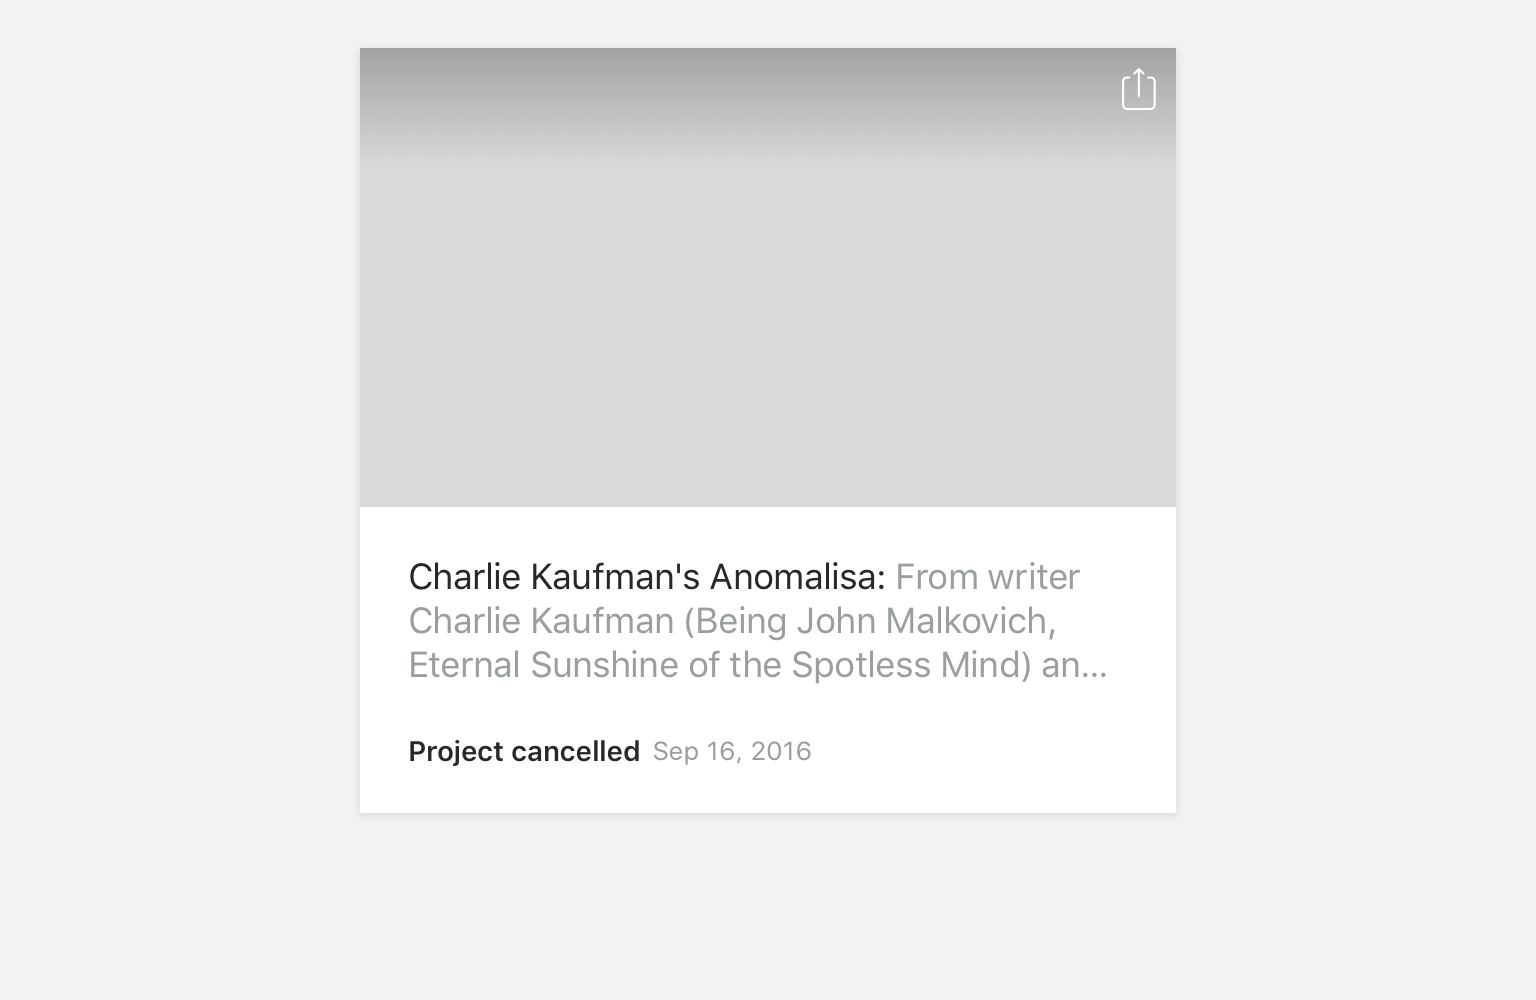 Charlie Kaufman's Anomalisa: From writer
Charlie Kaufman (Being John Malkovich,
Eternal Sunshine of the Spotless Mind) an…
Project cancelled Sep 16, 2016